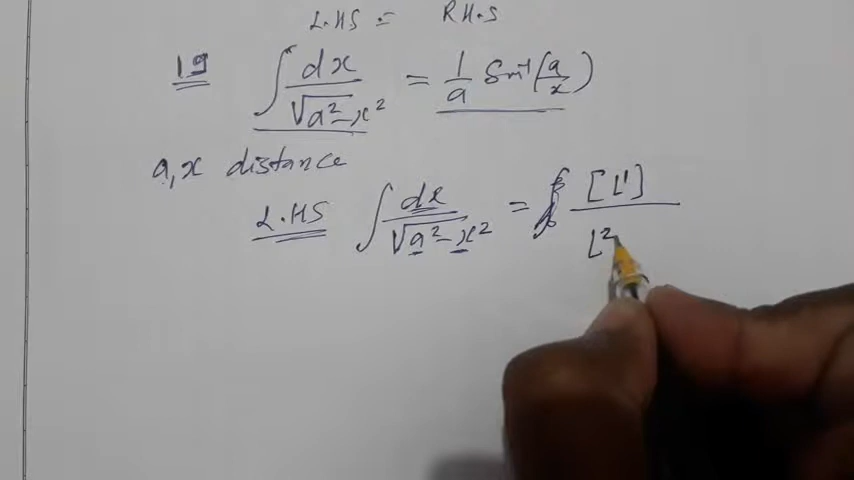 L.HS = RH.S
19 ∫ dx / √a²-x² = 1/a Sin⁻¹(a/x)
a,x distance
L.HS ∫ dx / √a²-x² = [L¹] / L²